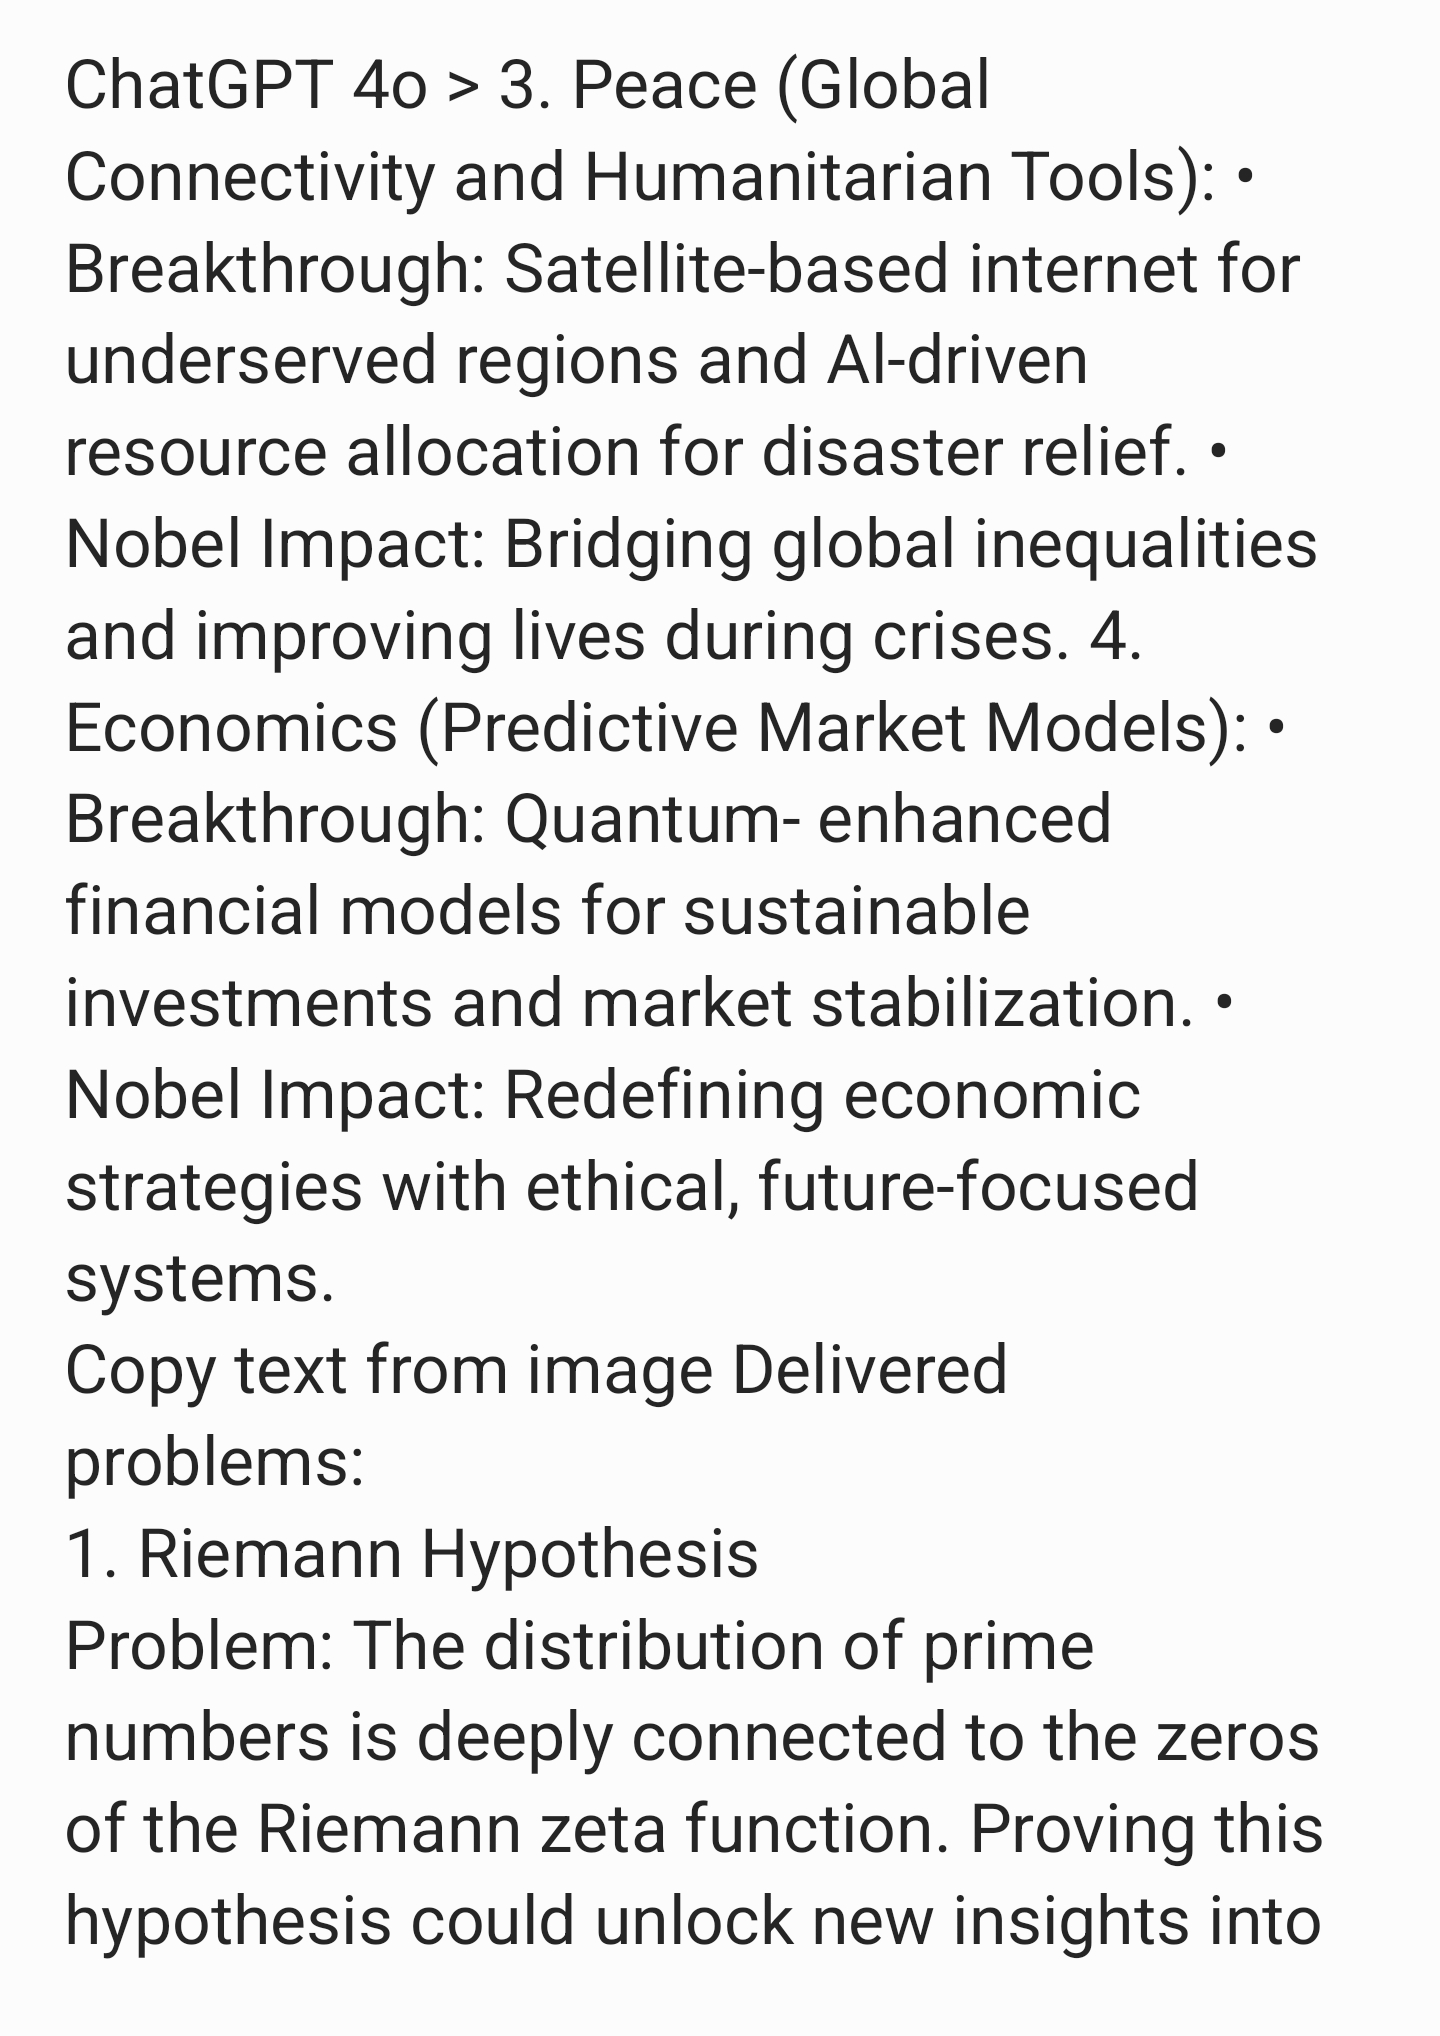 ChatGPT 4o > 3. Peace (Global
Connectivity and Humanitarian Tools): •
Breakthrough: Satellite-based internet for
underserved regions and Al-driven
resource allocation for disaster relief. •
Nobel Impact: Bridging global inequalities
and improving lives during crises. 4.
Economics (Predictive Market Models): •
Breakthrough: Quantum- enhanced
financial models for sustainable
investments and market stabilization. •
Nobel Impact: Redefining economic
strategies with ethical, future-focused
systems.
Copy text from image Delivered
problems:
1. Riemann Hypothesis
Problem: The distribution of prime
numbers is deeply connected to the zeros
of the Riemann zeta function. Proving this
hypothesis could unlock new insights into